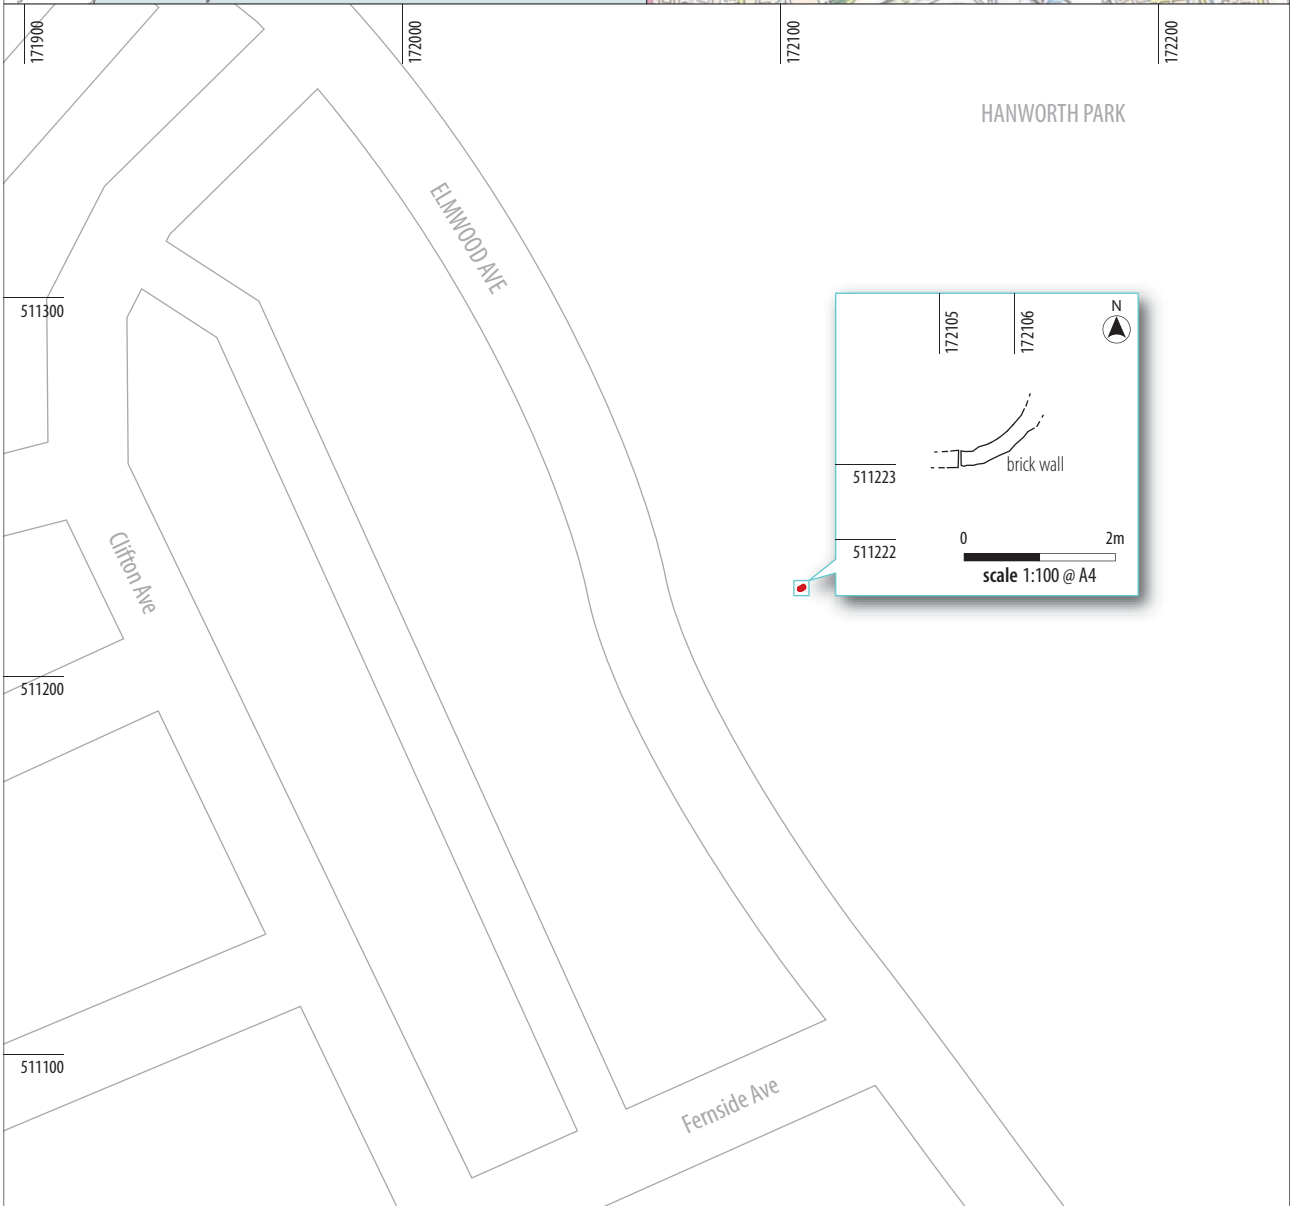 171900
172000
172100
172200
HANWORTH PARK
ELMWOOD AVE
511300
172105
172106
N
511223
brick wall
511222
0 2m
scale 1:100 @ A4
Clifton Ave
511200
511100
Fernside Ave